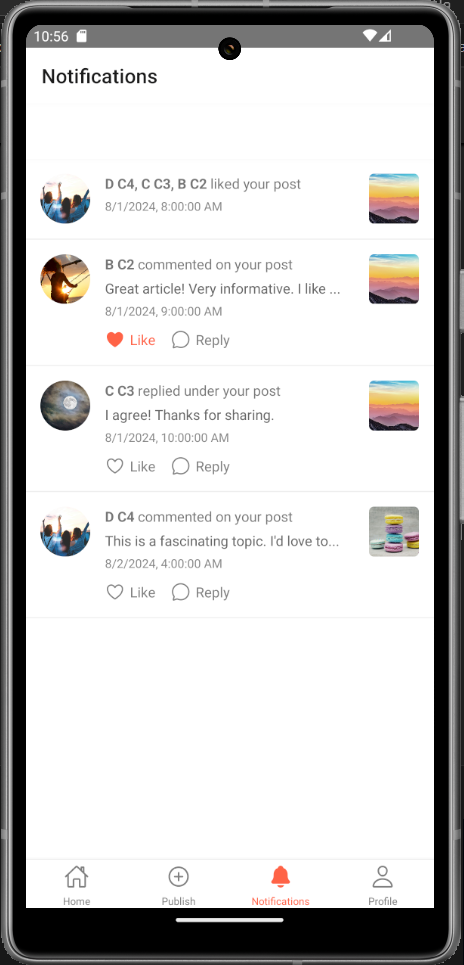 10:56
Notifications
D C4, C C3, B C2 liked your post
8/1/2024, 8:00:00 AM
B C2 commented on your post
Great article! Very informative. I like ...
8/1/2024, 9:00:00 AM
Like Reply
C C3 replied under your post
I agree! Thanks for sharing.
8/1/2024, 10:00:00 AM
Like Reply
D C4 commented on your post
This is a fascinating topic. I'd love to...
8/2/2024, 4:00:00 AM
Like Reply
Home Publish Notifications Profile